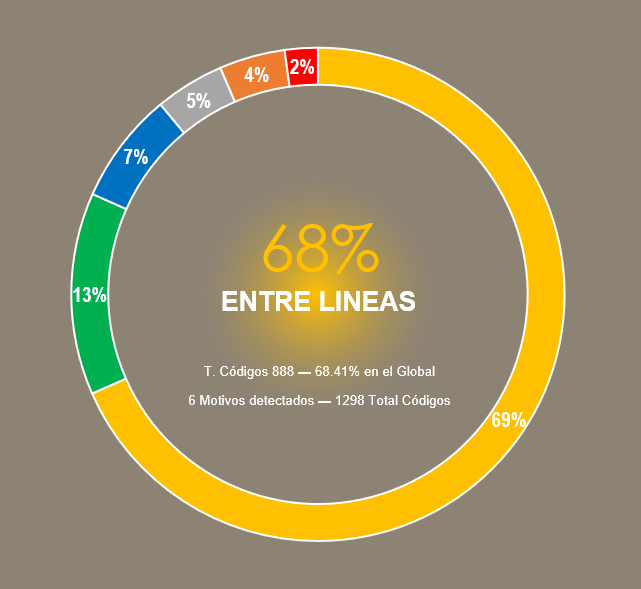 2%
4%
5%
7%
68%
13%
ENTRE LINEAS
T. Códigos 888 — 68.41% en el Global
6 Motivos detectados — 1298 Total Códigos
69%